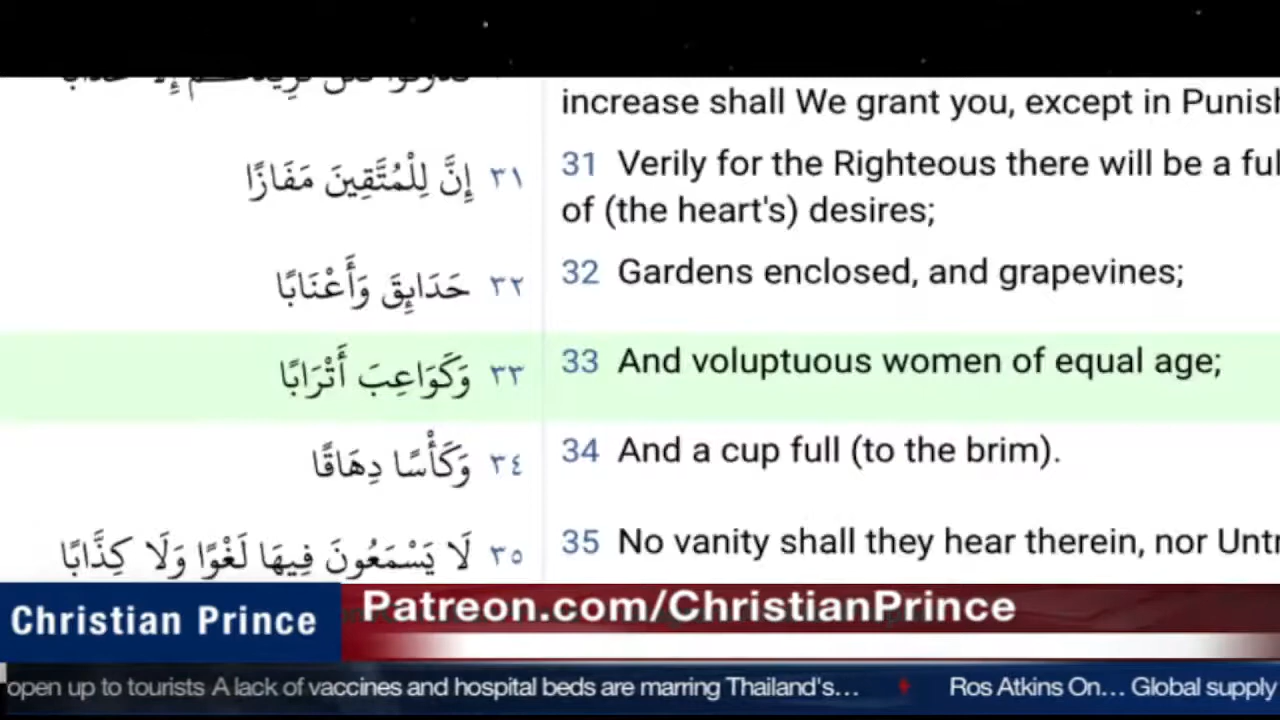 increase shall We grant you, except in Punish
إِنَّ لِلْمُتَّقِينَ مَفَازًا ٣١
31 Verily for the Righteous there will be a ful
of (the heart's) desires;
حَدَايِٕقَ وَأَعْنَابًا ٣٢
32 Gardens enclosed, and grapevines;
وَكَوَاعِبَ أَتْرَابًا ٣٣
33 And voluptuous women of equal age;
وَكَأْسًا دِهَاقًا ٣٤
34 And a cup full (to the brim).
لَا يَسْمَعُونَ فِيهَا لَغْوًا وَلَا كِذَّابًا ٣٥
35 No vanity shall they hear therein, nor Unt
Christian Prince
Patreon.com/ChristianPrince
open up to tourists A lack of vaccines and hospital beds are marring Thailand's... Ros Atkins On... Global supply